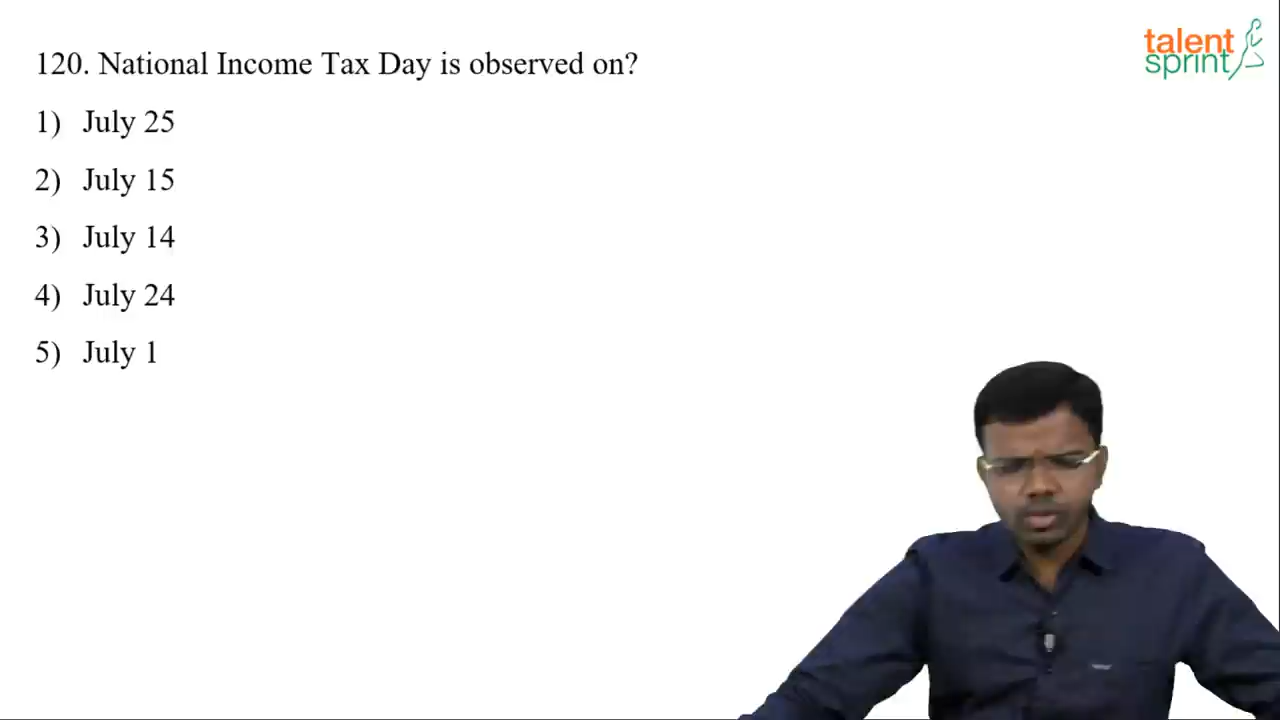 talent
sprint
120. National Income Tax Day is observed on?
1) July 25
2) July 15
3) July 14
4) July 24
5) July 1